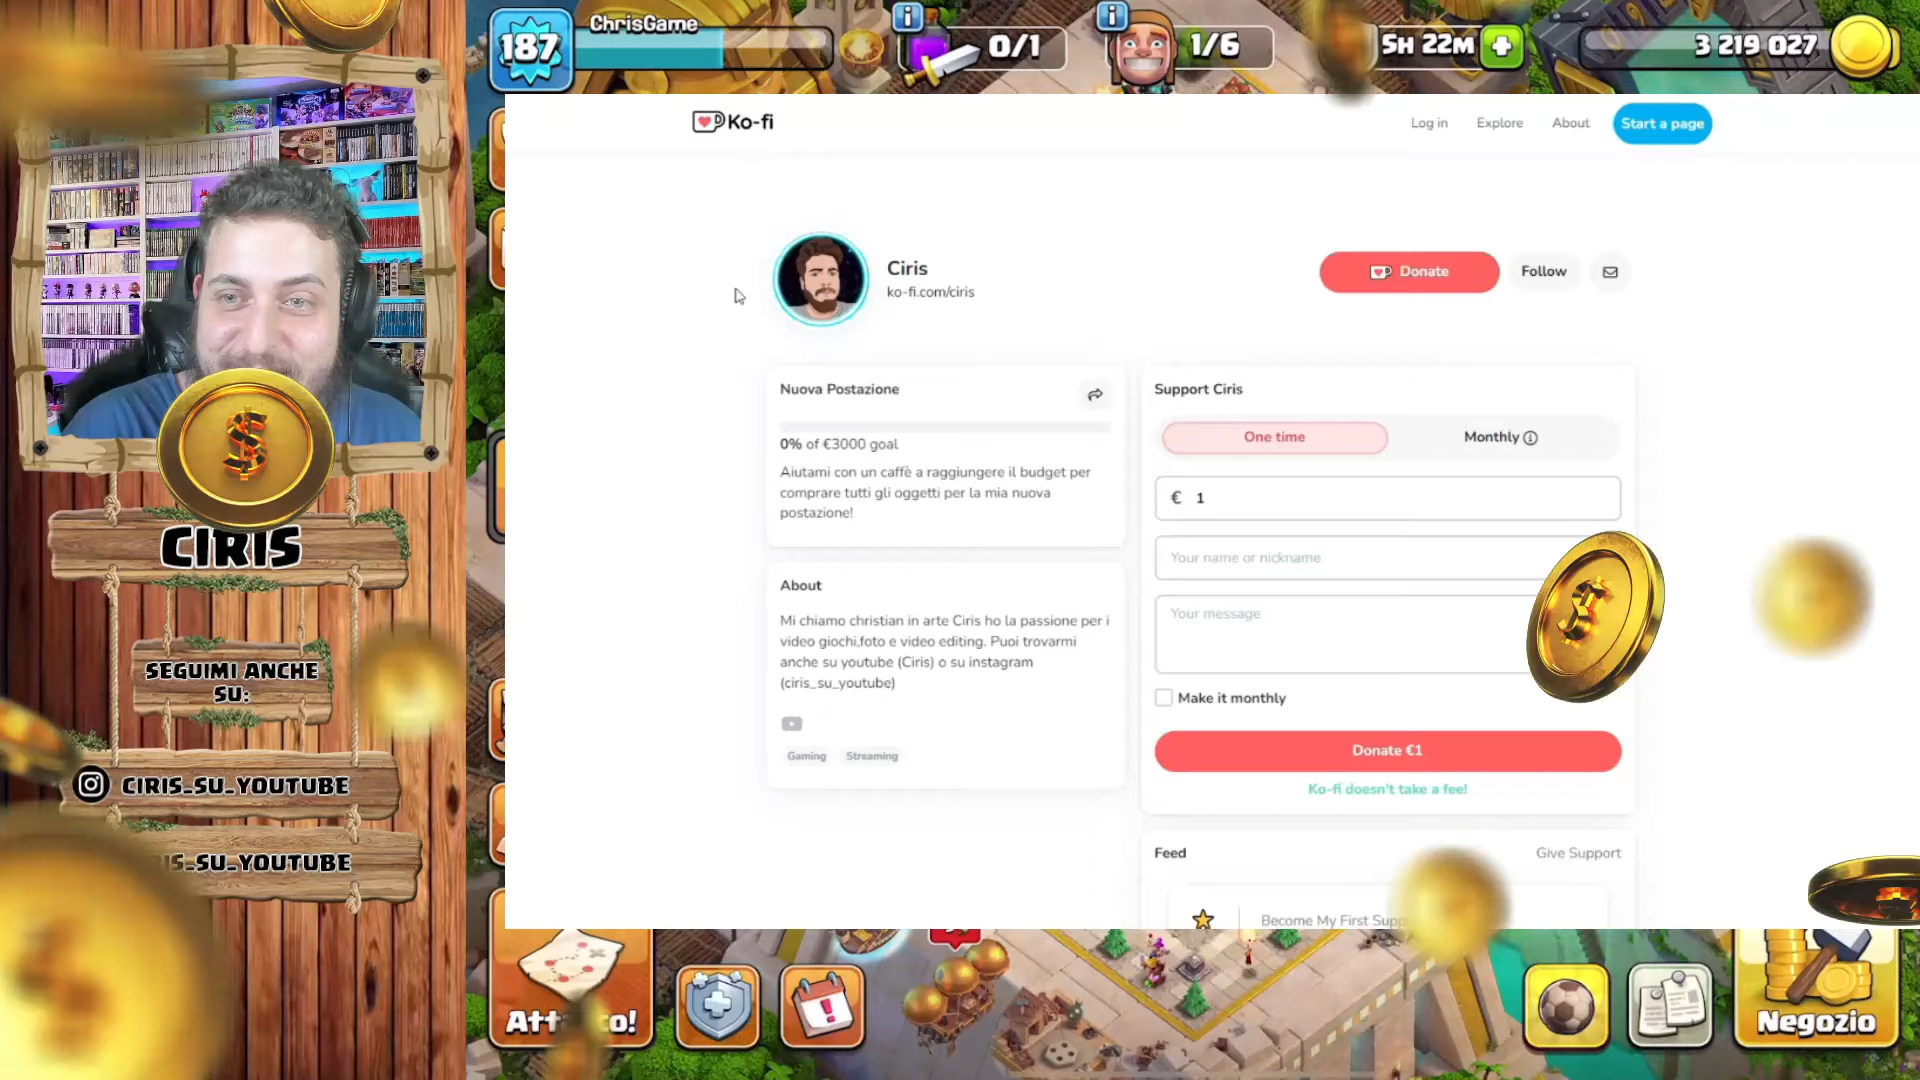 187
ChrisGame
0/1
1/6
5H 22M
3 219 027
Ko-fi
Log in
Explore
About
Start a page
Ciris
ko-fi.com/ciris
Donate
Follow
Nuova Postazione
0% of €3000 goal
Aiutami con un caffè a raggiungere il budget per
comprare tutti gli oggetti per la mia nuova
postazione!
About
Mi chiamo christian in arte Ciris ho la passione per i
video giochi,foto e video editing. Puoi trovarmi
anche su youtube (Ciris) o su instagram
(ciris_su_youtube)
Gaming
Streaming
Support Ciris
One time
Monthly
€ 1
Your name or nickname
Your message
Make it monthly
Donate €1
Ko-fi doesn't take a fee!
Feed
Give Support
Become My First
CIRIS
SEGUIMI ANCHE
SU:
CIRIS_SU_YOUTUBE
SU_YOUTUBE
Negozio